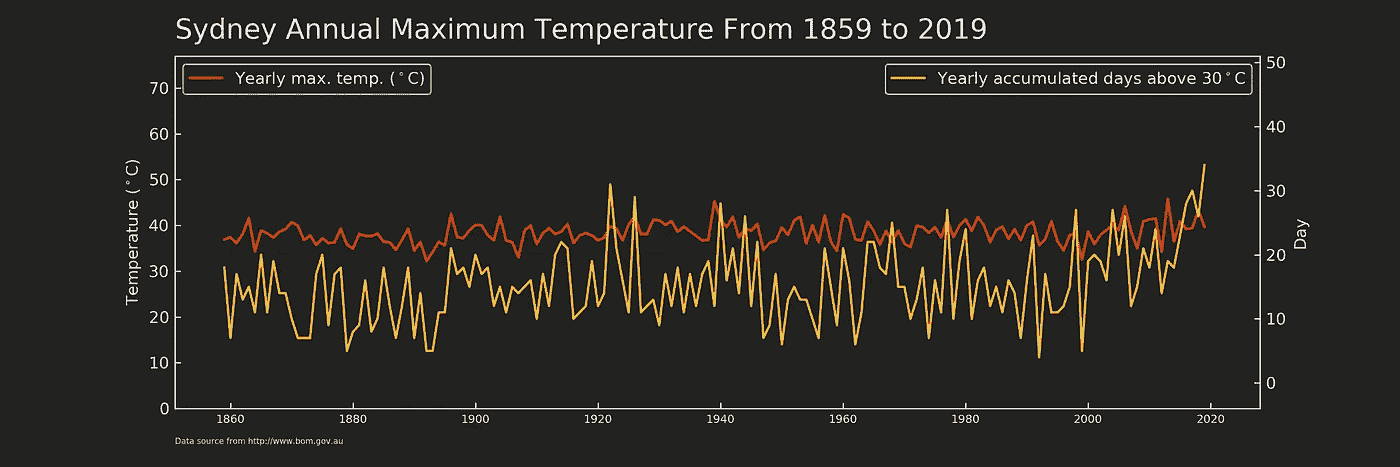 Sydney Annual Maximum Temperature From 1859 to 2019
Yearly max. temp. (°C)
Yearly accumulated days above 30°C
Temperature (°C)
70
60
50
40
30
20
10
0
50
40
30
20
10
0
Day
1860 1880 1900 1920 1940 1960 1980 2000 2020
Data source from http://www.bom.gov.au